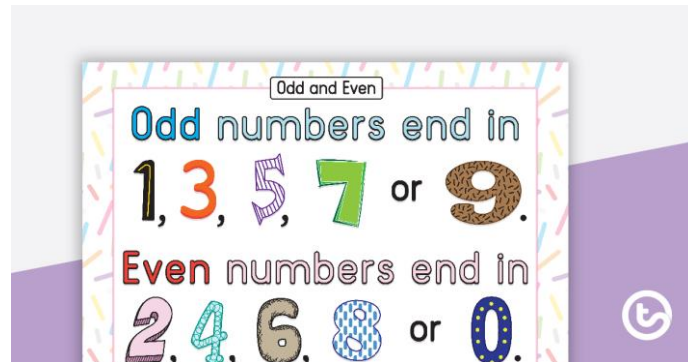 Odd and Even
Odd numbers end in
1, 3, 5, 7 or 9.
Even numbers end in
2, 4, 6, 8 or 0.